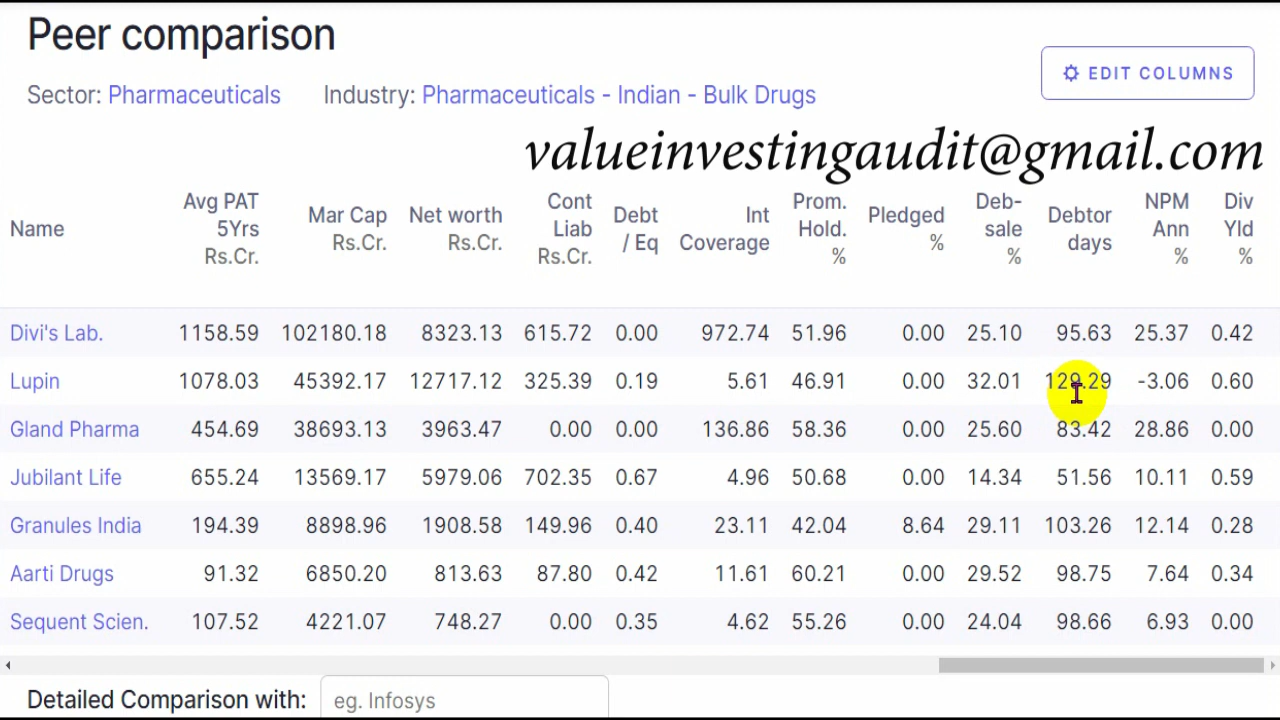 Peer comparison
EDIT COLUMNS
Sector: Pharmaceuticals Industry: Pharmaceuticals - Indian - Bulk Drugs
valueinvestingaudit@gmail.com
Name Avg PAT 5Yrs Rs.Cr. Mar Cap Rs.Cr. Net worth Rs.Cr. Cont Liab Rs.Cr. Debt / Eq Int Coverage Prom. Hold. % Pledged % Deb-sale % Debtor days NPM Ann % Div Yld %
Divi's Lab. 1158.59 102180.18 8323.13 615.72 0.00 972.74 51.96 0.00 25.10 95.63 25.37 0.42
Lupin 1078.03 45392.17 12717.12 325.39 0.19 5.61 46.91 0.00 32.01 -3.06 0.60
Gland Pharma 454.69 38693.13 3963.47 0.00 0.00 136.86 58.36 0.00 25.60 83.42 28.86 0.00
Jubilant Life 655.24 13569.17 5979.06 702.35 0.67 4.96 50.68 0.00 14.34 51.56 10.11 0.59
Granules India 194.39 8898.96 1908.58 149.96 0.40 23.11 42.04 8.64 29.11 103.26 12.14 0.28
Aarti Drugs 91.32 6850.20 813.63 87.80 0.42 11.61 60.21 0.00 29.52 98.75 7.64 0.34
Sequent Scien. 107.52 4221.07 748.27 0.00 0.35 4.62 55.26 0.00 24.04 98.66 6.93 0.00
Detailed Comparison with: eg. Infosys